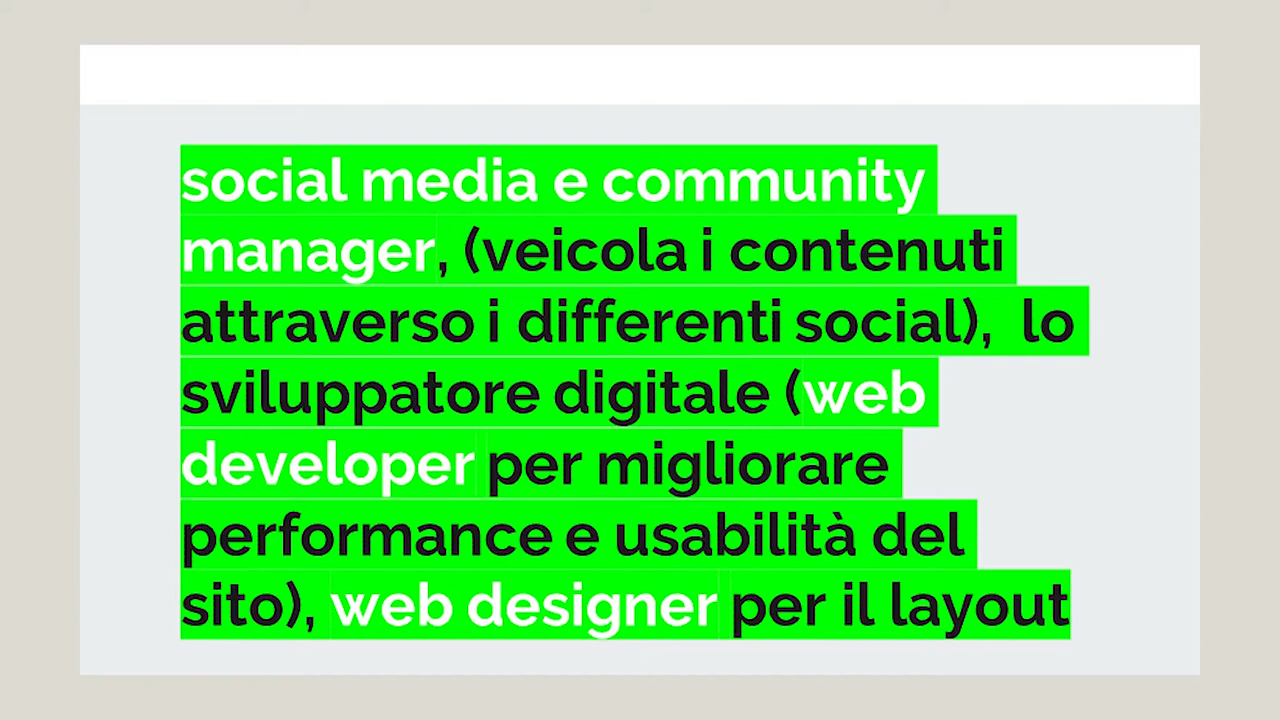 social media e community
manager, (veicola i contenuti
attraverso i differenti social),  lo
sviluppatore digitale (web
developer per migliorare
performance e usabilità del
sito), web designer per il layout